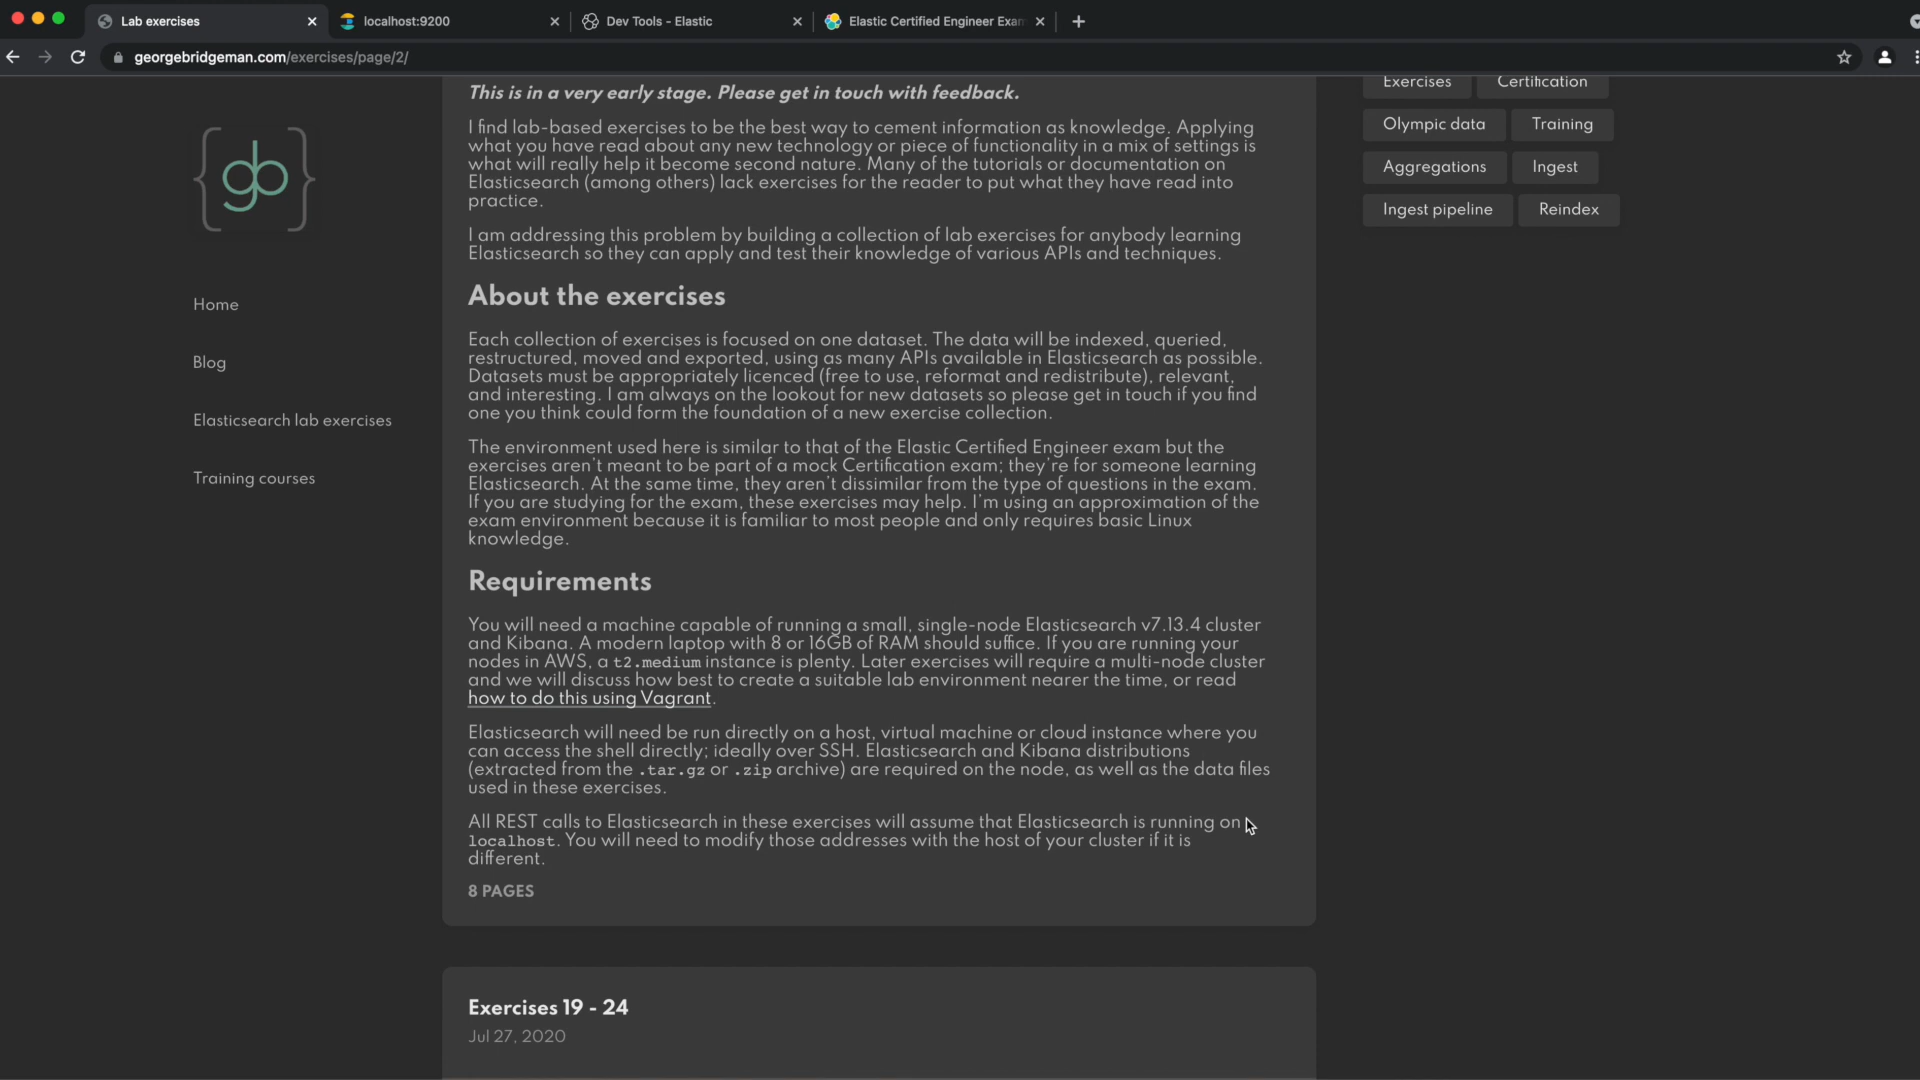 Lab exercises
localhost:9200
Dev Tools - Elastic
Elastic Certified Engineer Exam
georgebridgeman.com/exercises/page/2/
gb
Home
Blog
Elasticsearch lab exercises
Training courses
This is in a very early stage. Please get in touch with feedback.
I find lab-based exercises to be the best way to cement information as knowledge. Applying
what you have read about any new technology or piece of functionality in a mix of settings is
what will really help it become second nature. Many of the tutorials or documentation on
Elasticsearch (among others) lack exercises for the reader to put what they have read into
practice.
I am addressing this problem by building a collection of lab exercises for anybody learning
Elasticsearch so they can apply and test their knowledge of various APIs and techniques.
About the exercises
Each collection of exercises is focused on one dataset. The data will be indexed, queried,
restructured, moved and exported, using as many APIs available in Elasticsearch as possible.
Datasets must be appropriately licenced (free to use, reformat and redistribute), relevant,
and interesting. I am always on the lookout for new datasets so please get in touch if you find
one you think could form the foundation of a new exercise collection.
The environment used here is similar to that of the Elastic Certified Engineer exam but the
exercises aren't meant to be part of a mock Certification exam; they're for someone learning
Elasticsearch. At the same time, they aren't dissimilar from the type of questions in the exam.
If you are studying for the exam, these exercises may help. I'm using an approximation of the
exam environment because it is familiar to most people and only requires basic Linux
knowledge.
Requirements
You will need a machine capable of running a small, single-node Elasticsearch v7.13.4 cluster
and Kibana. A modern laptop with 8 or 16GB of RAM should suffice. If you are running your
nodes in AWS, a t2.medium instance is plenty. Later exercises will require a multi-node cluster
and we will discuss how best to create a suitable lab environment nearer the time, or read
how to do this using Vagrant.
Elasticsearch will need be run directly on a host, virtual machine or cloud instance where you
can access the shell directly; ideally over SSH. Elasticsearch and Kibana distributions
(extracted from the .tar.gz or .zip archive) are required on the node, as well as the data files
used in these exercises.
All REST calls to Elasticsearch in these exercises will assume that Elasticsearch is running on
localhost. You will need to modify those addresses with the host of your cluster if it is
different.
8 PAGES
Exercises 19 - 24
Jul 27, 2020
Exercises
Certification
Olympic data
Training
Aggregations
Ingest
Ingest pipeline
Reindex